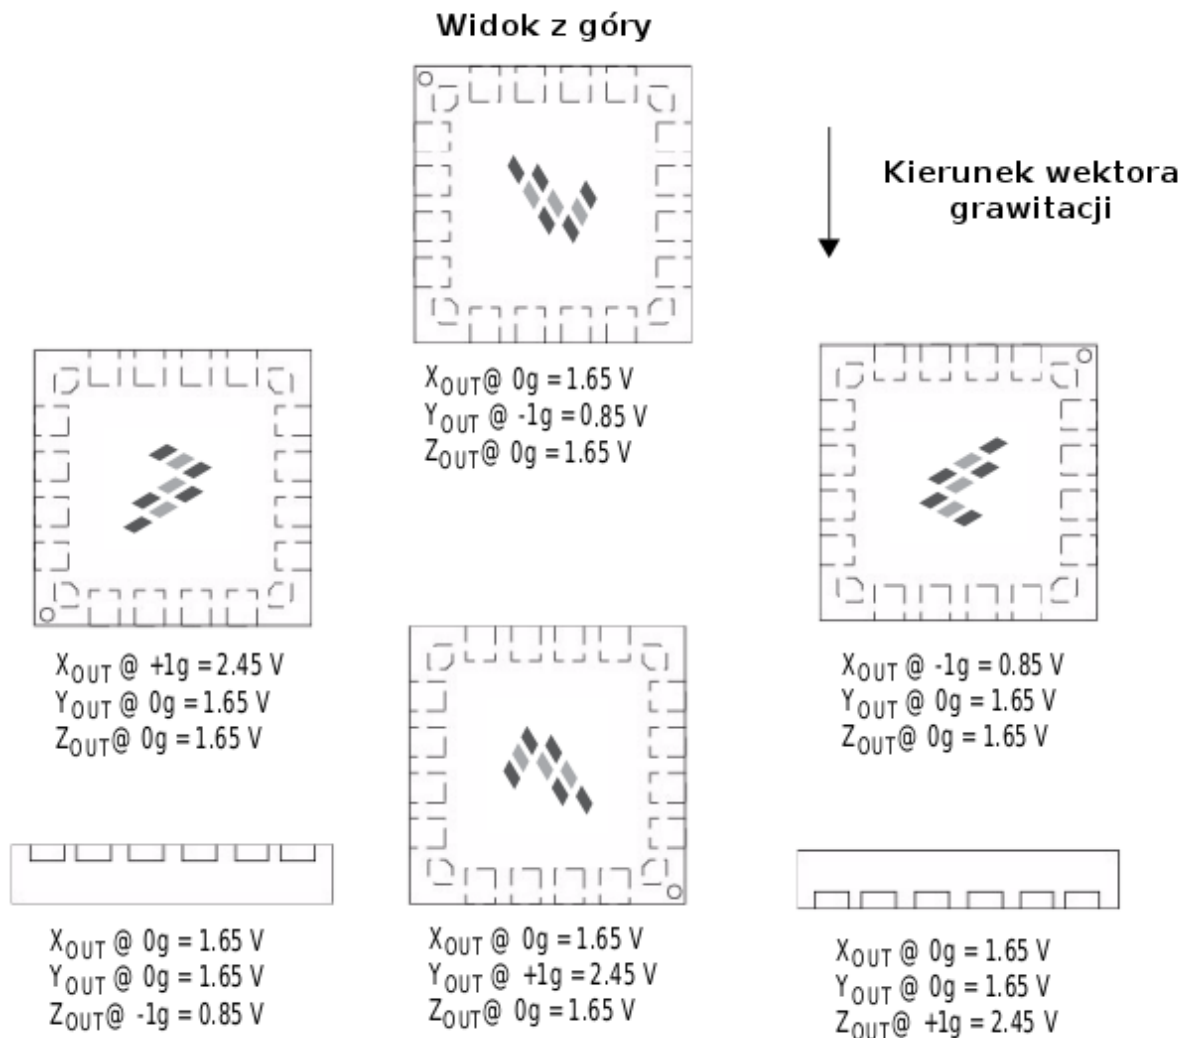 Widok z góry
Kierunek wektora
grawitacji
XOUT@ 0g = 1.65 V
YOUT @ -1g = 0.85 V
ZOUT@ 0g = 1.65 V
XOUT @ +1g = 2.45 V
YOUT @ 0g = 1.65 V
ZOUT@ 0g = 1.65 V
XOUT @ -1g = 0.85 V
YOUT @ 0g = 1.65 V
ZOUT@ 0g = 1.65 V
XOUT @ 0g = 1.65 V
YOUT @ 0g = 1.65 V
ZOUT@ -1g = 0.85 V
XOUT@ 0g = 1.65 V
YOUT @ +1g = 2.45 V
ZOUT@ 0g = 1.65 V
XOUT @ 0g = 1.65 V
YOUT @ 0g = 1.65 V
ZOUT@ +1g = 2.45 V